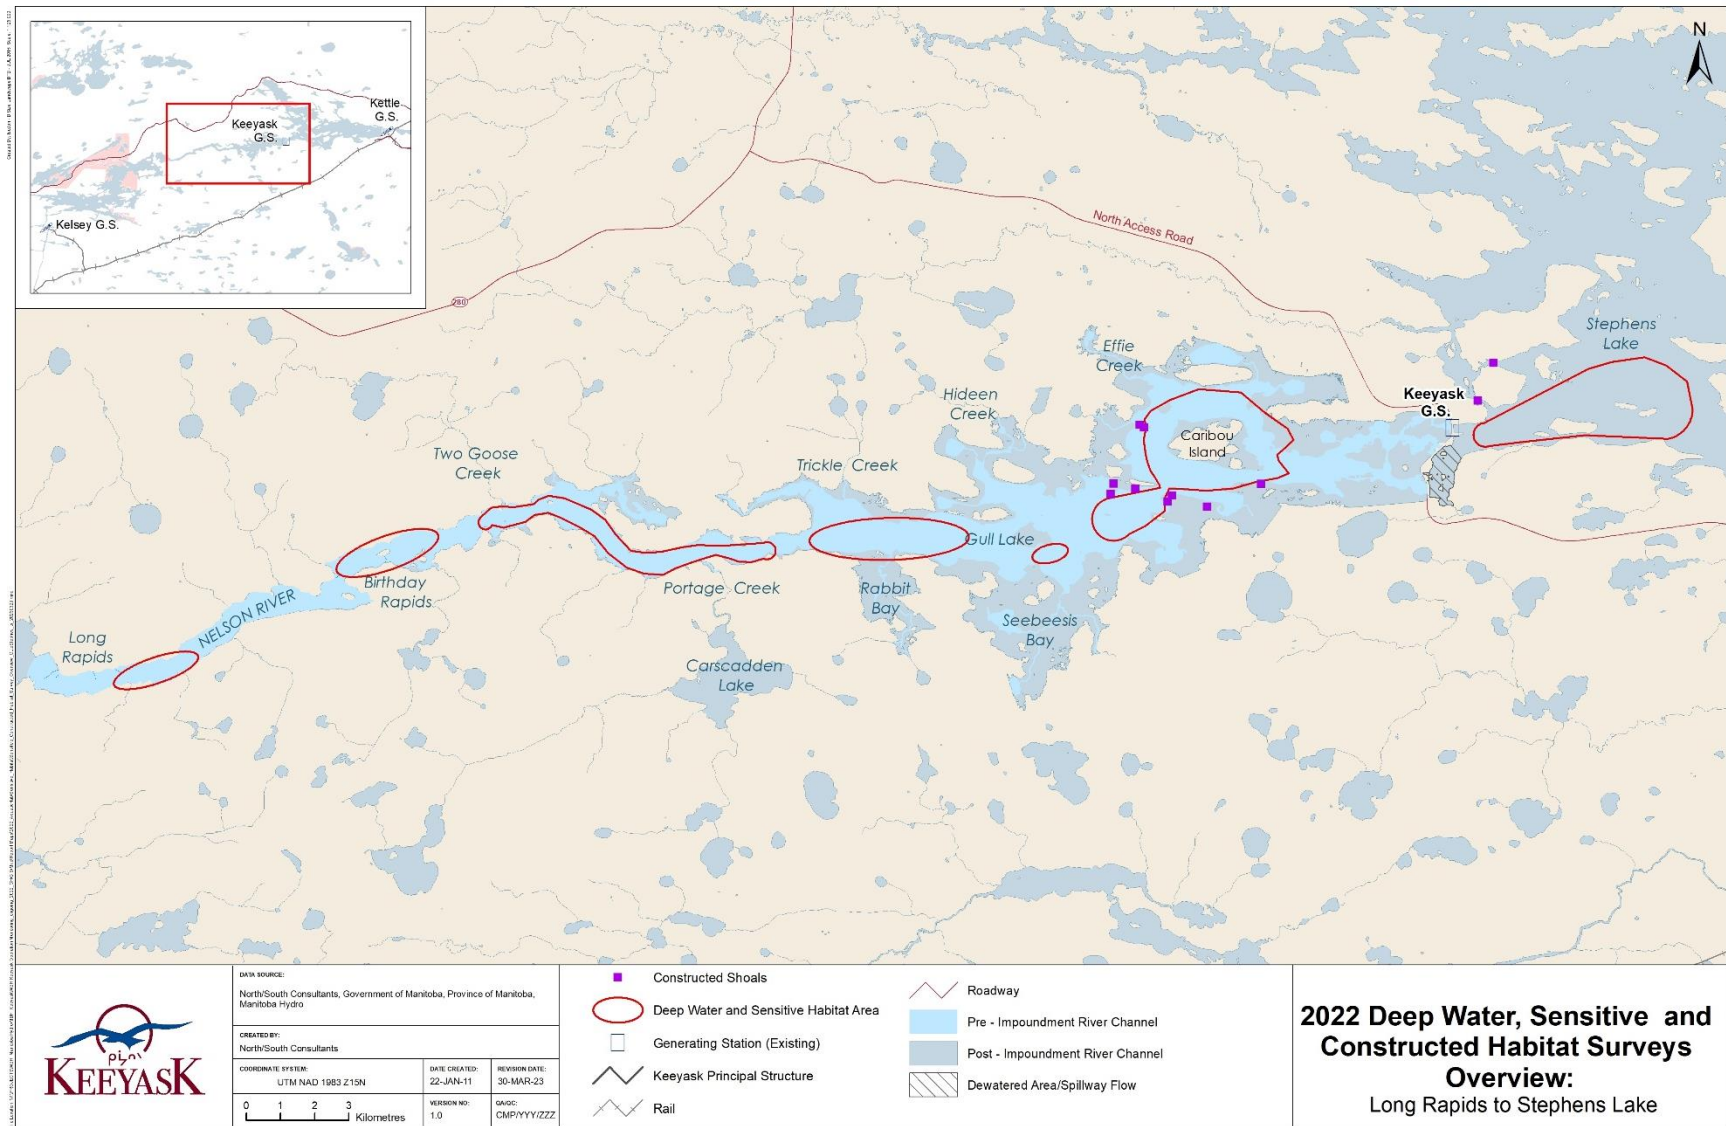 Kettle
G.S.
Keeyask
G.S.
Kelsey G.S.
N
North Access Road
280
Stephens
Lake
Effie
Creek
Keeyask
G.S.
Hideen
Creek
Caribou
Island
Two Goose
Creek
Trickle Creek
Gull Lake
Birthday
Rapids
Portage Creek
Rabbit
Bay
NELSON RIVER
Seebeesis
Bay
Long
Rapids
Carscadden
Lake
KEEYASK
DATA SOURCE:
North/South Consultants, Government of Manitoba, Province of Manitoba,
Manitoba Hydro
CREATED BY:
North/South Consultants
COORDINATE SYSTEM:
UTM NAD 1983 Z15N
DATE CREATED:
22-JAN-11
REVISION DATE:
30-MAR-23
0 1 2 3 Kilometres
VERSION NO:
1.0
QA/QC:
CMP/YYY/ZZZ
Constructed Shoals
Deep Water and Sensitive Habitat Area
Generating Station (Existing)
Keeyask Principal Structure
Rail
Roadway
Pre - Impoundment River Channel
Post - Impoundment River Channel
Dewatered Area/Spillway Flow
2022 Deep Water, Sensitive and
Constructed Habitat Surveys
Overview:
Long Rapids to Stephens Lake